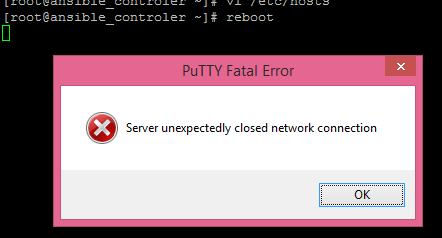 [root@ansible_controler ~]# vi /etc/hosts
[root@ansible_controler ~]# reboot
PuTTY Fatal Error
Server unexpectedly closed network connection
OK